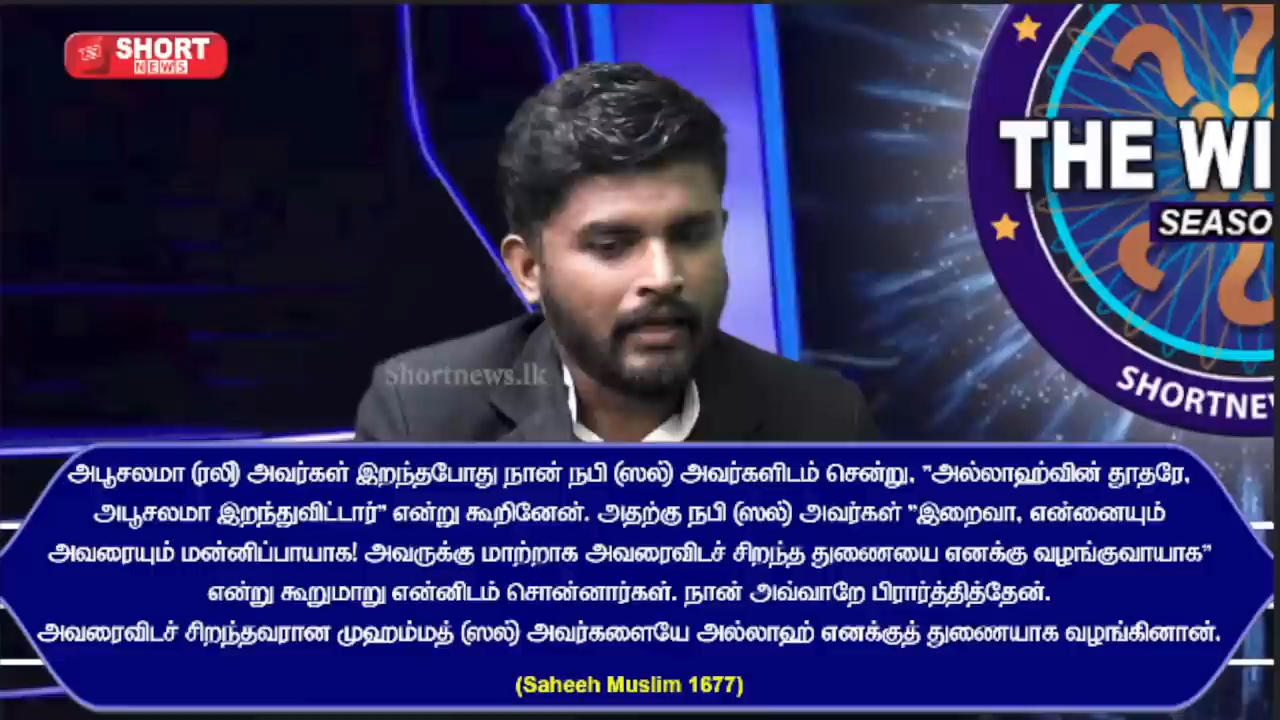 SHORT
NEWS
THE WI
SEASO
SHORTNE
Shortnews.lk
அபூசலமா (ரலி) அவர்கள் இறந்தபோது நான் நபி (ஸல்) அவர்களிடம் சென்று, "அல்லாஹ்வின் தூதரே,
அபூசலமா இறந்துவிட்டார்" என்று கூறினேன். அதற்கு நபி (ஸல்) அவர்கள் "இறைவா, என்னையும்
அவரையும் மன்னிப்பாயாக! அவருக்கு மாற்றாக அவரைவிடச் சிறந்த துணையை எனக்கு வழங்குவாயாக"
என்று கூறுமாறு என்னிடம் சொன்னார்கள். நான் அவ்வாறே பிரார்த்தித்தேன்.
அவரைவிடச் சிறந்தவரான முஹம்மத் (ஸல்) அவர்களையே அல்லாஹ் எனக்குத் துணையாக வழங்கினான்.
(Saheeh Muslim 1677)